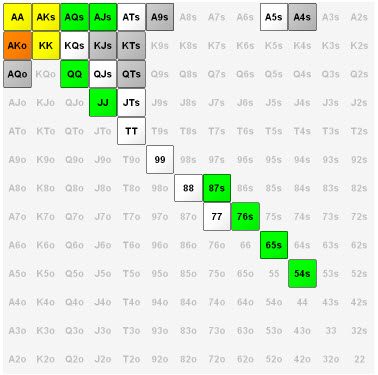 AA AKs AQs AJs ATs A9s A8s A7s A6s A5s A4s A3s A2s
AKo KK KQs KJs KTs K9s K8s K7s K6s K5s K4s K3s K2s
AQo KQo QQ QJs QTs Q9s Q8s Q7s Q6s Q5s Q4s Q3s Q2s
AJo KJo QJo JJ JTs J9s J8s J7s J6s J5s J4s J3s J2s
ATo KTo QTo JTo TT T9s T8s T7s T6s T5s T4s T3s T2s
A9o K9o Q9o J9o T9o 99 98s 97s 96s 95s 94s 93s 92s
A8o K8o Q8o J8o T8o 98o 88 87s 86s 85s 84s 83s 82s
A7o K7o Q7o J7o T7o 97o 87o 77 76s 75s 74s 73s 72s
A6o K6o Q6o J6o T6o 96o 86o 76o 66 65s 64s 63s 62s
A5o K5o Q5o J5o T5o 95o 85o 75o 65o 55 54s 53s 52s
A4o K4o Q4o J4o T4o 94o 84o 74o 64o 54o 44 43s 42s
A3o K3o Q3o J3o T3o 93o 83o 73o 63o 53o 43o 33 32s
A2o K2o Q2o J2o T2o 92o 82o 72o 62o 52o 42o 32o 22